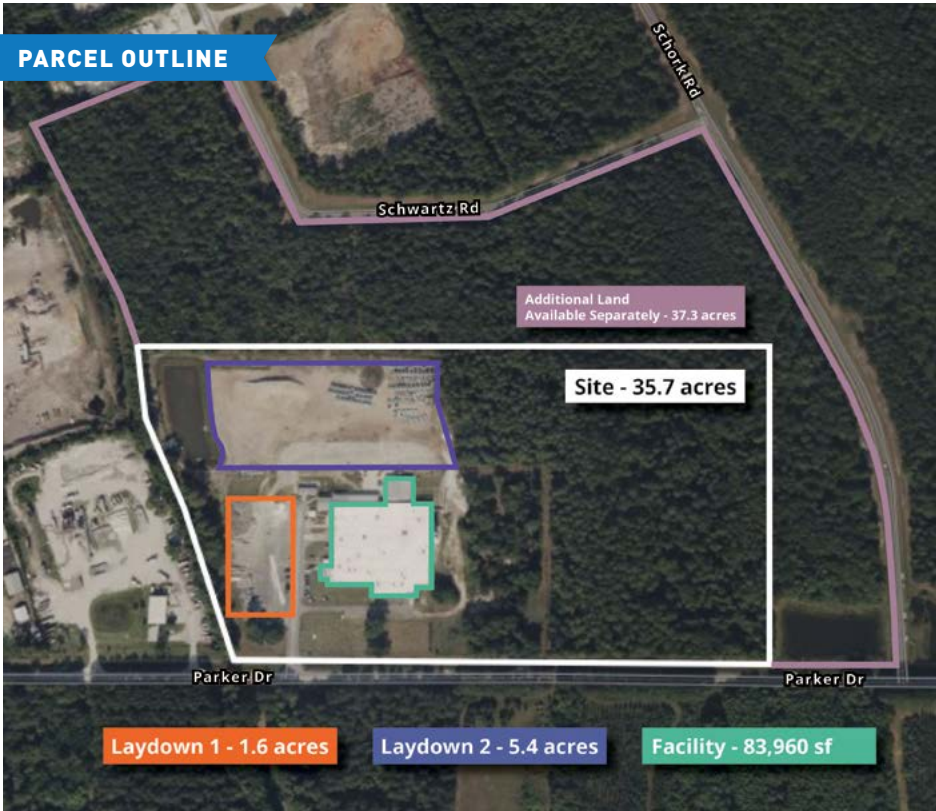 PARCEL OUTLINE
Schork Rd
Schwartz Rd
Additional Land
Available Separately - 37.3 acres
Site - 35.7 acres
Parker Dr
Parker Dr
Laydown 1 - 1.6 acres
Laydown 2 - 5.4 acres
Facility - 83,960 sf